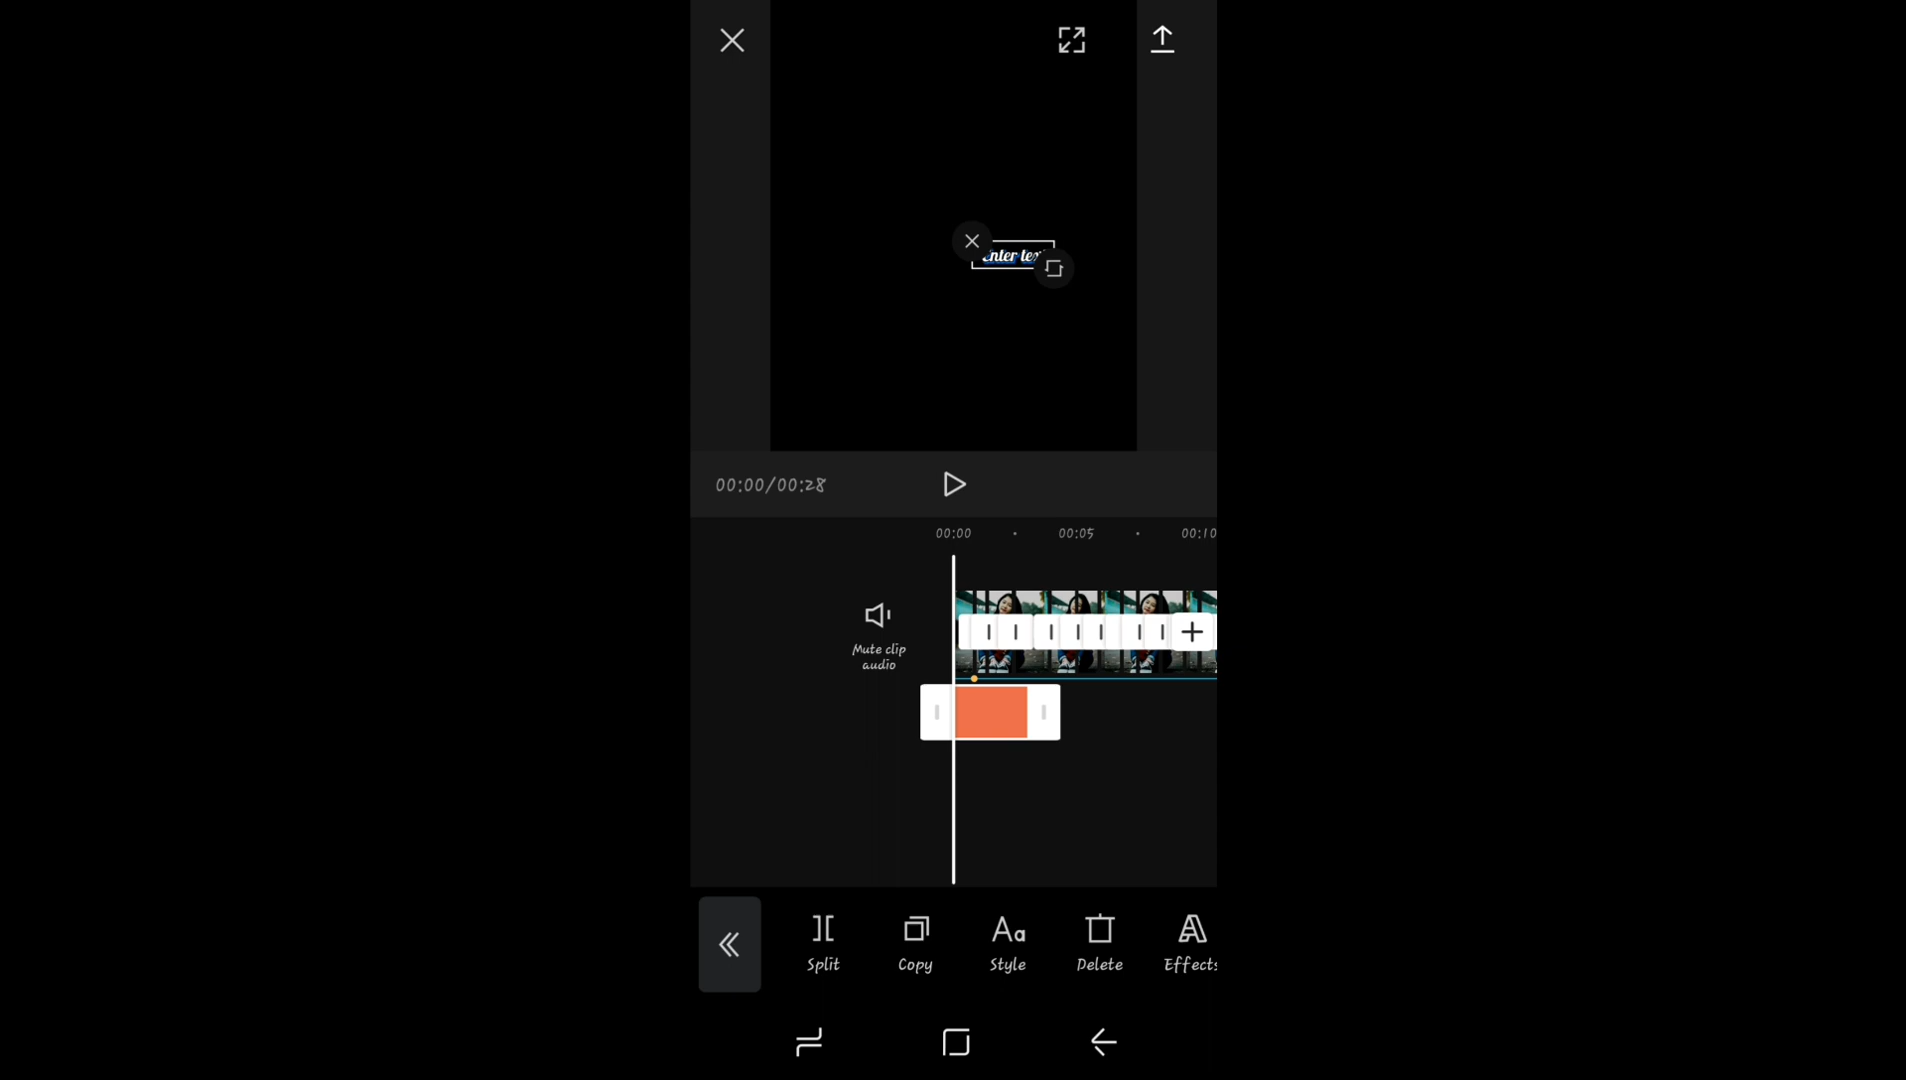 Enter text
00:00/00:28
00:00 00:05 00:10
Mute clip
audio
Split Copy Style Delete Effects